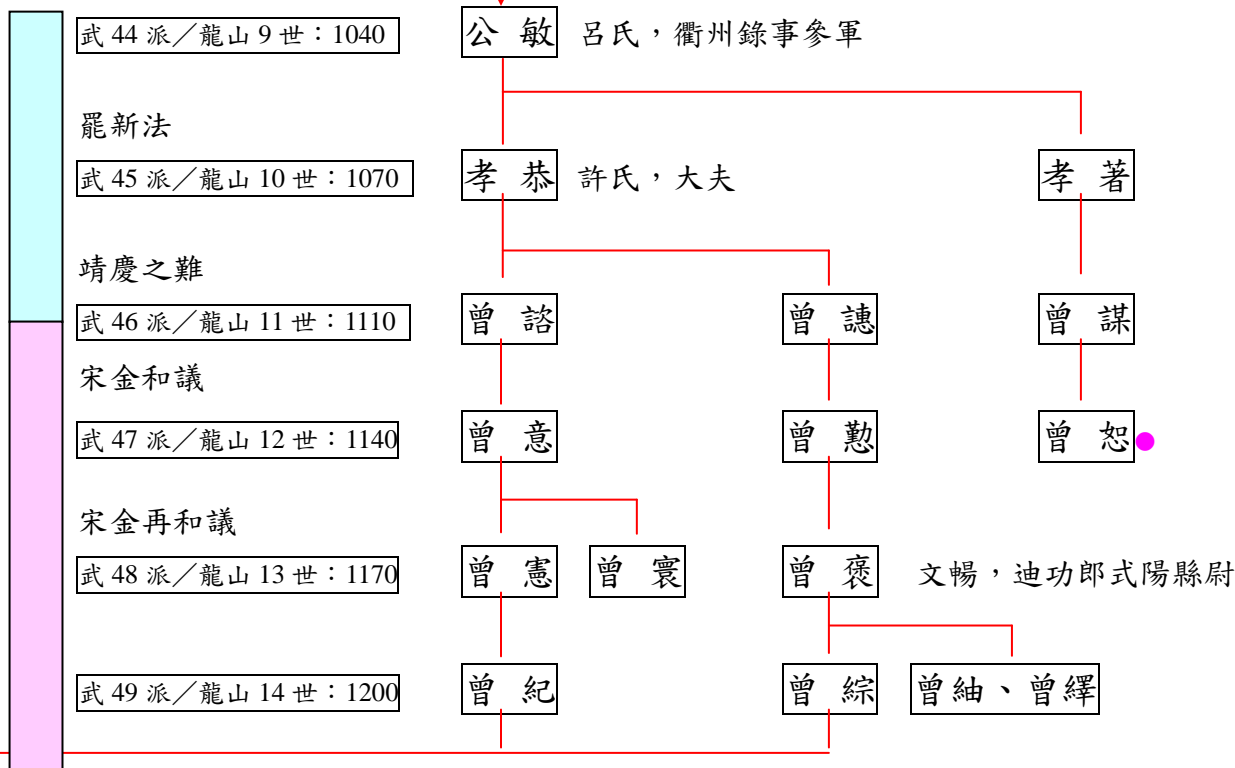 武 44 派／龍山 9 世：1040 公 敏 呂氏，衢州錄事參軍
罷新法
武 45 派／龍山 10 世：1070 孝 恭 許氏，大夫 孝 著
靖慶之難
武 46 派／龍山 11 世：1110 曾 諮 曾 譓 曾 謀
宋金和議
武 47 派／龍山 12 世：1140 曾 意 曾 懃 曾 恕
宋金再和議
武 48 派／龍山 13 世：1170 曾 憲 曾 寰 曾 褒 文暢，迪功郎式陽縣尉
武 49 派／龍山 14 世：1200 曾 紀 曾 綜 曾紬、曾繹